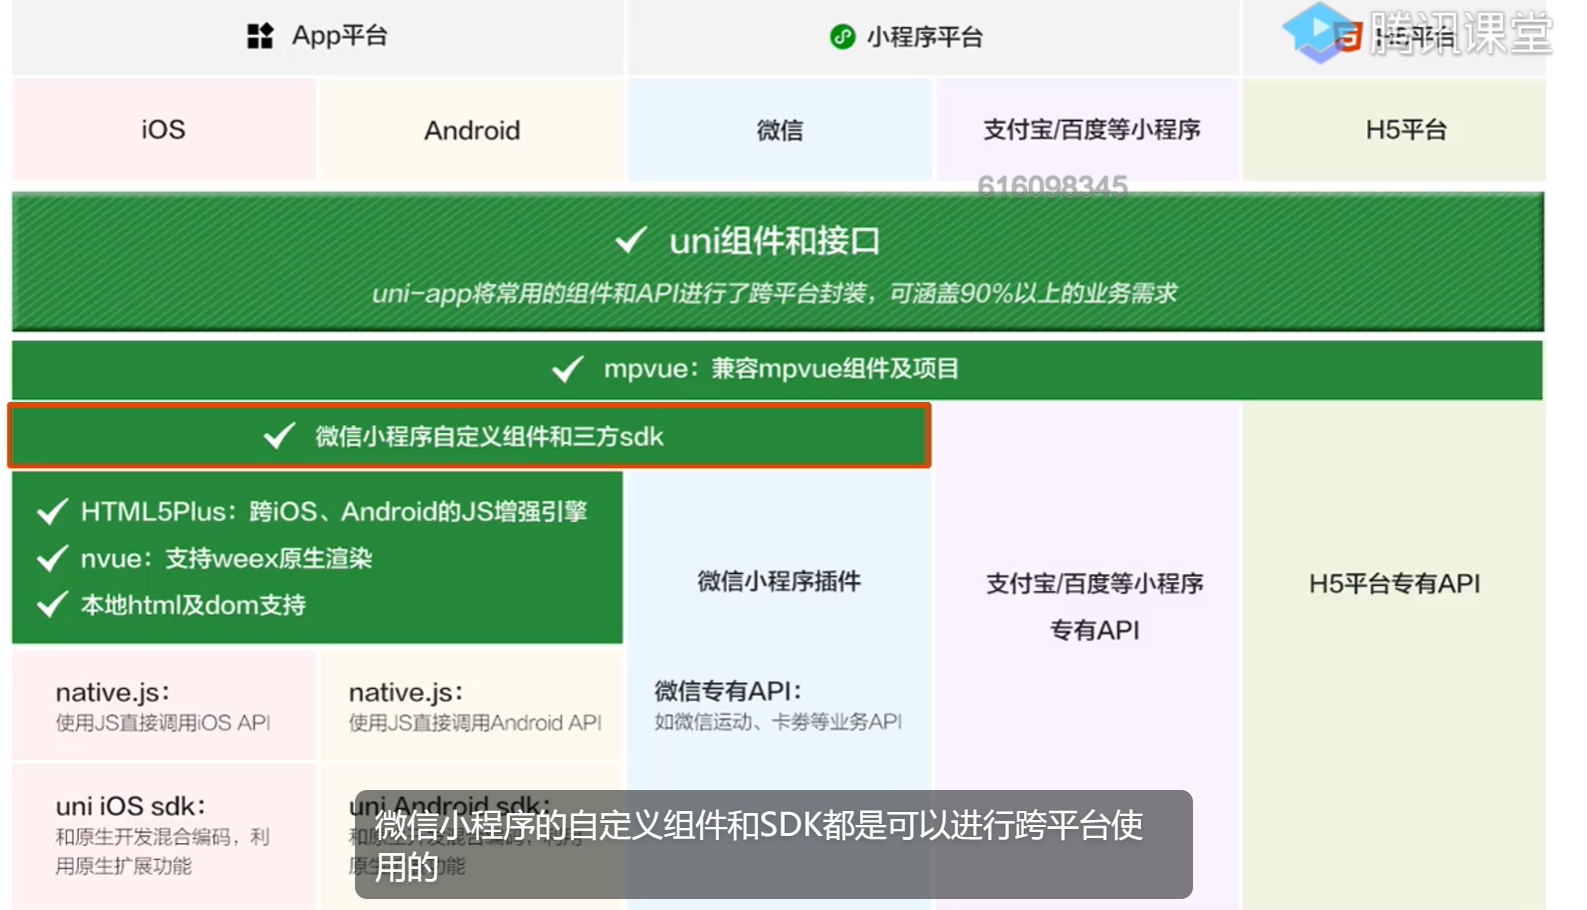 App平台
小程序平台
H5平台
腾讯课堂
iOS
Android
微信
支付宝/百度等小程序
H5平台
616098345
uni组件和接口
uni-app将常用的组件和API进行了跨平台封装，可涵盖90%以上的业务需求
mpvue：兼容mpvue组件及项目
微信小程序自定义组件和三方sdk
HTML5Plus：跨iOS、Android的JS增强引擎
nvue：支持weex原生渲染
本地html及dom支持
微信小程序插件
支付宝/百度等小程序
专有API
H5平台专有API
native.js：
使用JS直接调用iOS API
native.js：
使用JS直接调用Android API
微信专有API：
如微信运动、卡券等业务API
uni iOS sdk：
和原生开发混合编码，利
用原生扩展功能
uni Android sdk：
和原生开发混合编码，利用
原生扩展功能
微信小程序的自定义组件和SDK都是可以进行跨平台使
用的